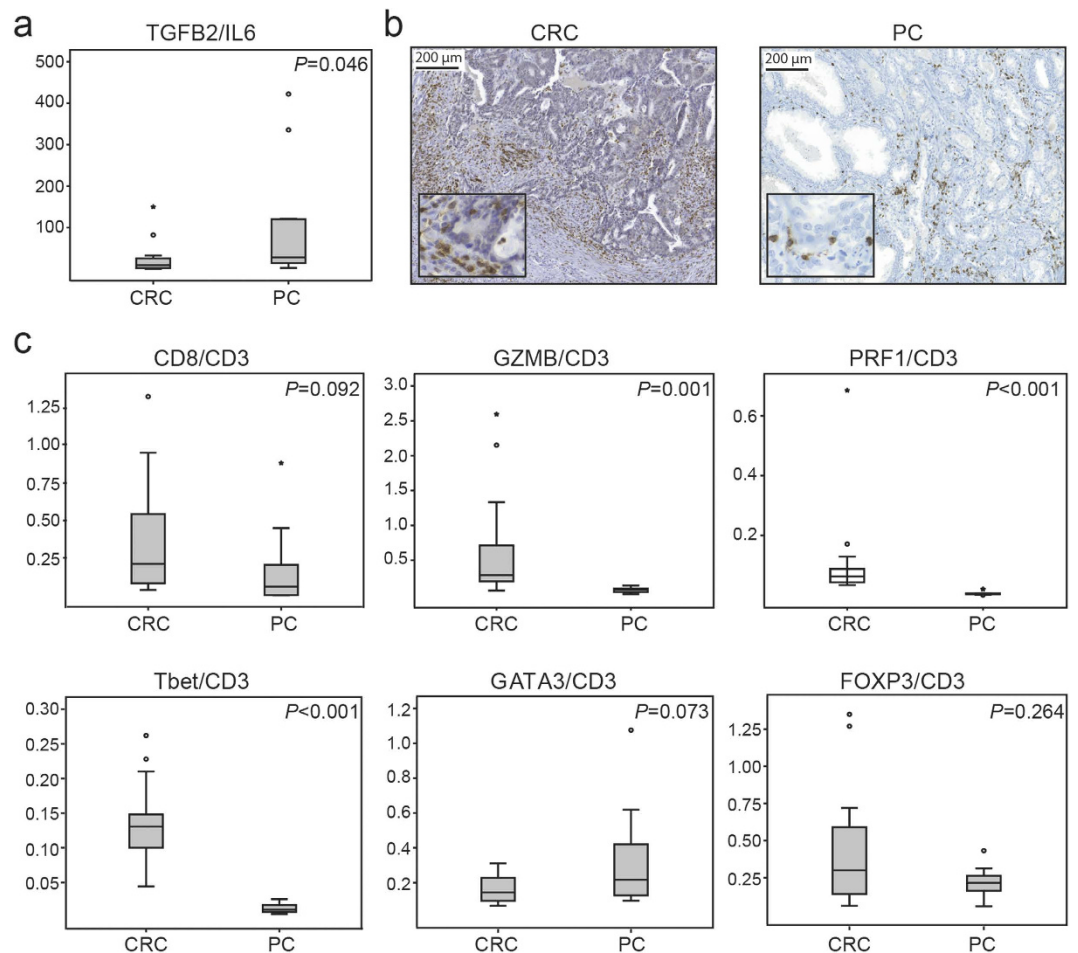 a
TGFB2/IL6
P=0.046
500
400
300
200
100
CRC PC
b
CRC
200 µm
PC
200 µm
c
CD8/CD3
P=0.092
1.25
1.00
0.75
0.50
0.25
CRC PC
GZMB/CD3
P=0.001
3.0
2.5
2.0
1.5
1.0
0.5
CRC PC
PRF1/CD3
P<0.001
0.6
0.4
0.2
CRC PC
Tbet/CD3
P<0.001
0.30
0.25
0.20
0.15
0.10
0.05
CRC PC
GATA3/CD3
P=0.073
1.2
1.0
0.8
0.6
0.4
0.2
CRC PC
FOXP3/CD3
P=0.264
1.25
1.00
0.75
0.50
0.25
CRC PC